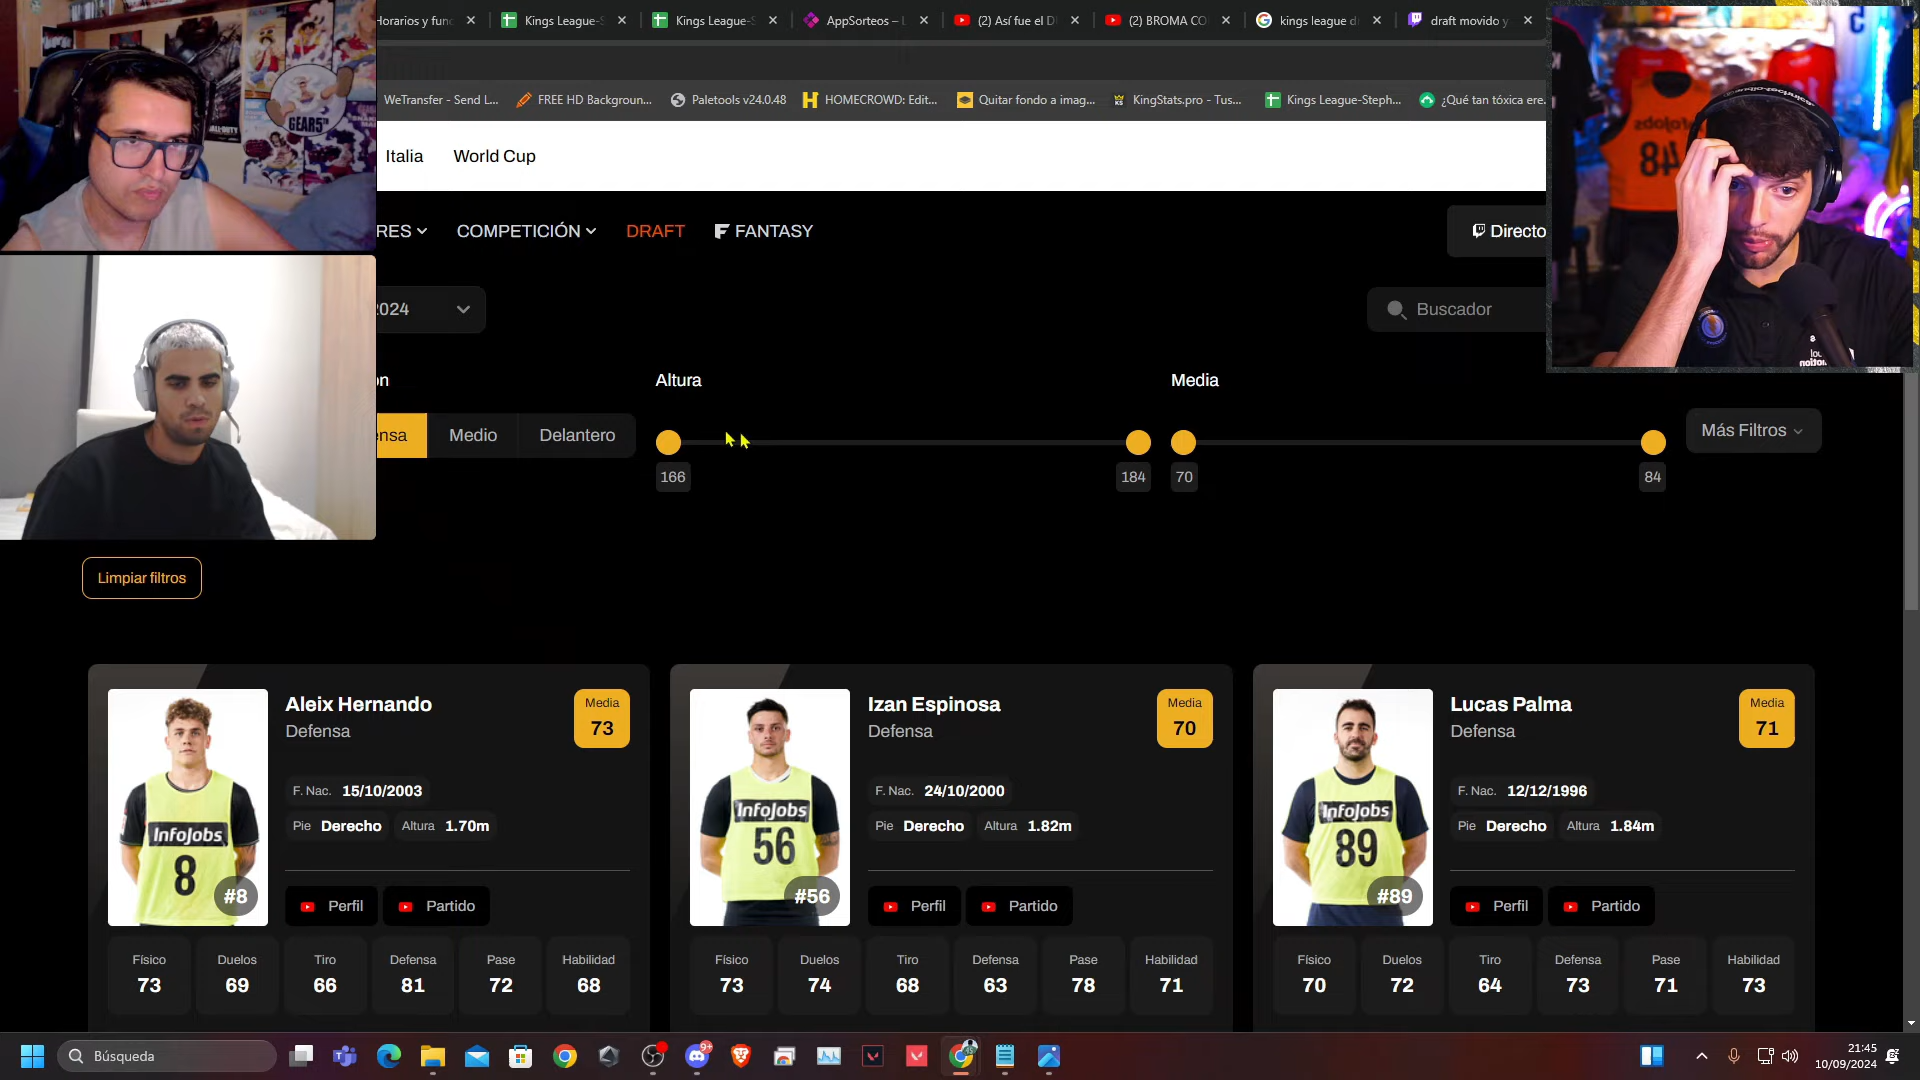 Horarios y func
Kings League-S
Kings League-S
AppSorteos – L
(2) Así fue el D
(2) BROMA CO
kings league d
draft movido y
WeTransfer - Send L...
FREE HD Backgroun...
Paletools v24.0.48
HOMECROWD: Edit...
Quitar fondo a imag...
KingStats.pro - Tus...
Kings League-Steph...
¿Qué tan tóxica ere...
GEAR5
Italia
World Cup
RES
COMPETICIÓN
DRAFT
FANTASY
Directo
48
2024
Buscador
on
Altura
Media
ensa
Medio
Delantero
Más Filtros
166
184
70
84
Limpiar filtros
Aleix Hernando
Defensa
Media
73
F. Nac. 15/10/2003
Pie Derecho
Altura 1.70m
InfoJobs
8
#8
Perfil
Partido
Físico
73
Duelos
69
Tiro
66
Defensa
81
Pase
72
Habilidad
68
Izan Espinosa
Defensa
Media
70
F. Nac. 24/10/2000
Pie Derecho
Altura 1.82m
InfoJobs
56
#56
Perfil
Partido
Físico
73
Duelos
74
Tiro
68
Defensa
63
Pase
78
Habilidad
71
Lucas Palma
Defensa
Media
71
F. Nac. 12/12/1996
Pie Derecho
Altura 1.84m
InfoJobs
89
#89
Perfil
Partido
Físico
70
Duelos
72
Tiro
64
Defensa
73
Pase
71
Habilidad
73
Búsqueda
9+
21:45
10/09/2024